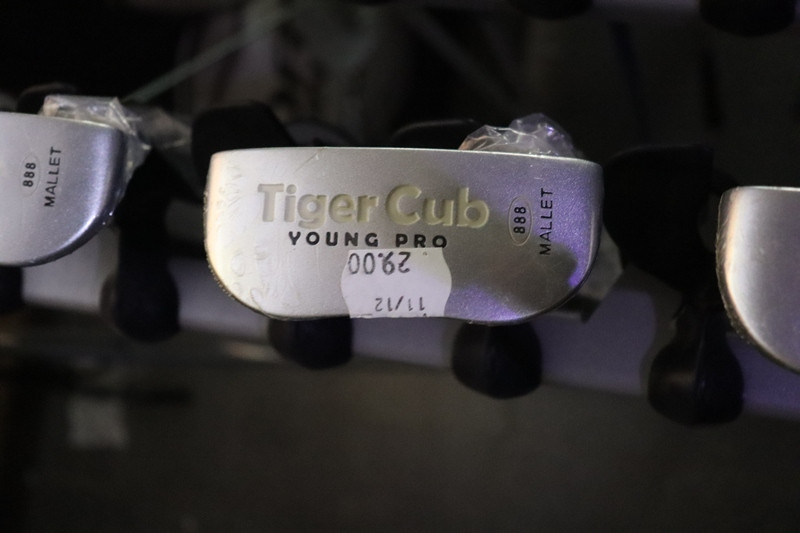 888
MALLET
Tiger Cub
YOUNG PRO
888
MALLET
29.00
11/12